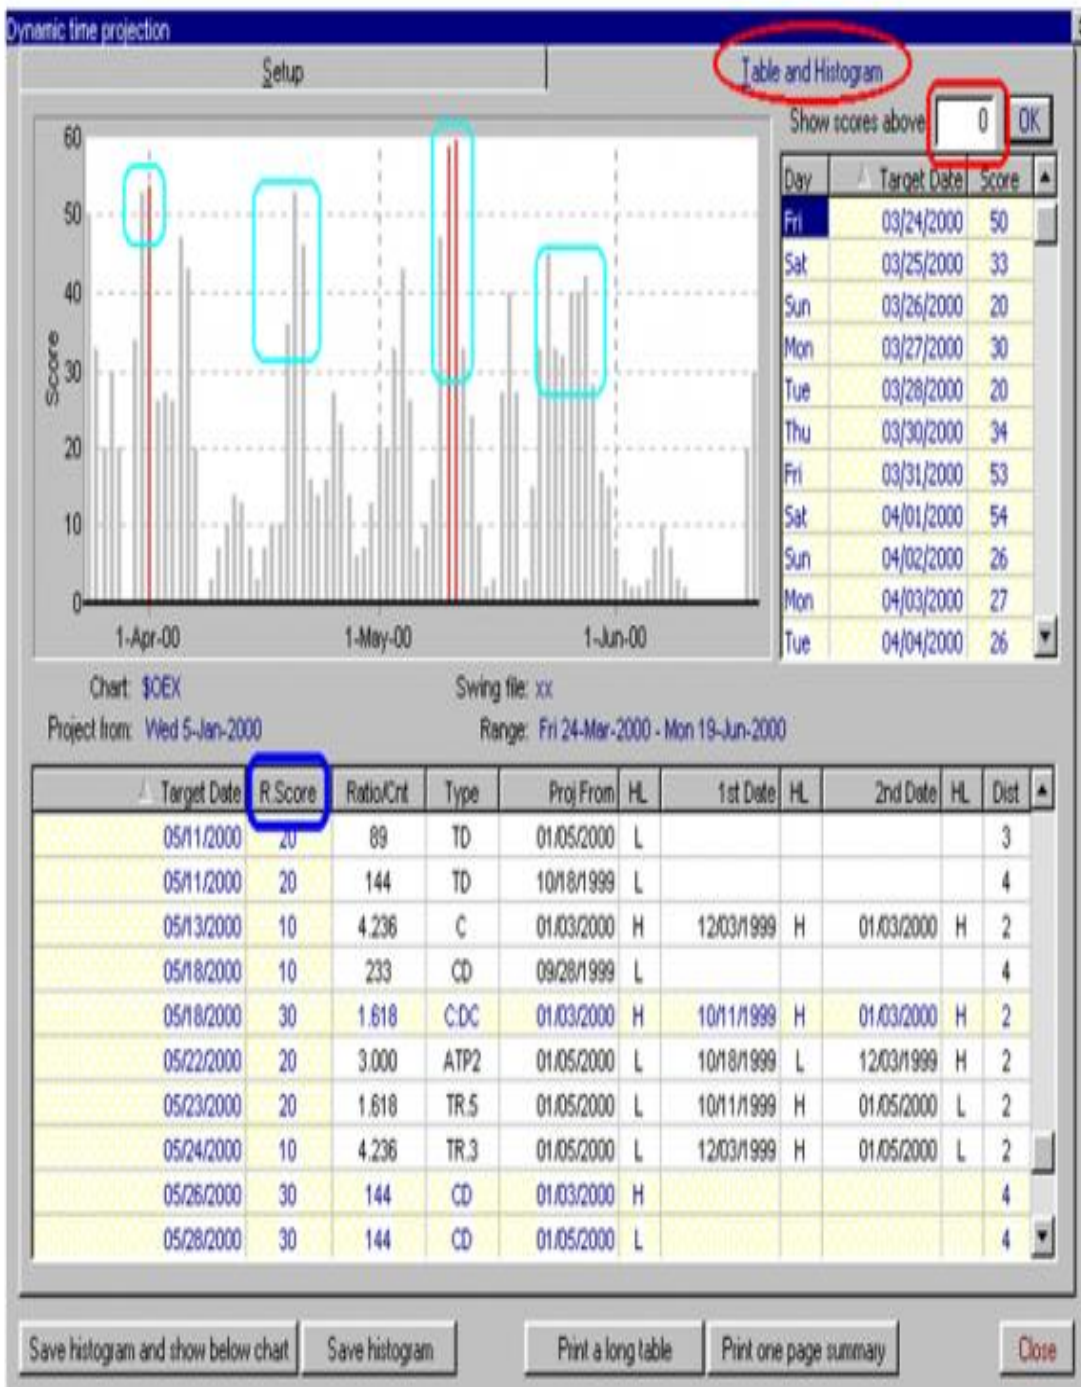 Dynamic time projection
Setup
Table and Histogram
Show scores above 0 OK
60
50
40
30
20
10
0
Score
1-Apr-00 1-May-00 1-Jun-00
Day Target Date Score
Fri 03/24/2000 50
Sat 03/25/2000 33
Sun 03/26/2000 20
Mon 03/27/2000 30
Tue 03/28/2000 20
Thu 03/30/2000 34
Fri 03/31/2000 53
Sat 04/01/2000 54
Sun 04/02/2000 26
Mon 04/03/2000 27
Tue 04/04/2000 26
Chart: $OEX Swing file: xx
Project from: Wed 5-Jan-2000 Range: Fri 24-Mar-2000 - Mon 19-Jun-2000
Target Date R.Score Ratio/Cnt Type Proj From HL 1st Date HL 2nd Date HL Dist
05/11/2000 20 89 TD 01/05/2000 L 3
05/11/2000 20 144 TD 10/18/1999 L 4
05/13/2000 10 4.236 C 01/03/2000 H 12/03/1999 H 01/03/2000 H 2
05/18/2000 10 233 CD 09/28/1999 L 4
05/18/2000 30 1.618 C:DC 01/03/2000 H 10/11/1999 H 01/03/2000 H 2
05/22/2000 20 3.000 ATP2 01/05/2000 L 10/18/1999 L 12/03/1999 H 2
05/23/2000 20 1.618 TR.5 01/05/2000 L 10/11/1999 H 01/05/2000 L 2
05/24/2000 10 4.236 TR.3 01/05/2000 L 12/03/1999 H 01/05/2000 L 2
05/26/2000 30 144 CD 01/03/2000 H 4
05/28/2000 30 144 CD 01/05/2000 L 4
Save histogram and show below chart Save histogram Print a long table Print one page summary Close